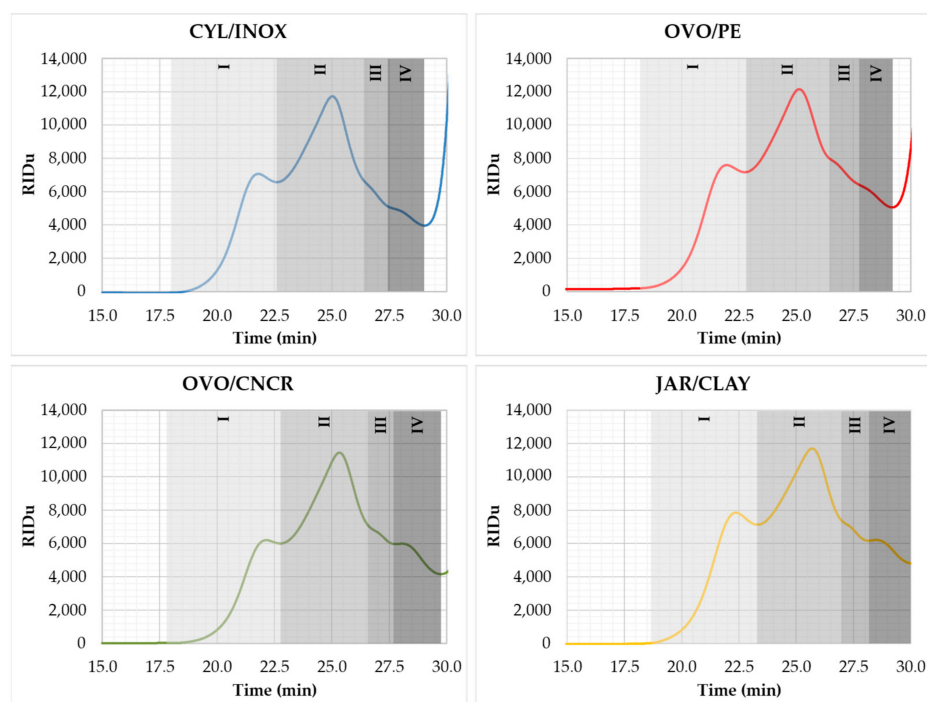 CYL/INOX
14,000
12,000
10,000
8,000
6,000
4,000
2,000
0
RIDu
I
II
III
IV
15.0 17.5 20.0 22.5 25.0 27.5 30.0
Time (min)
OVO/PE
14,000
12,000
10,000
8,000
6,000
4,000
2,000
0
RIDu
I
II
III
IV
15.0 17.5 20.0 22.5 25.0 27.5 30.0
Time (min)
OVO/CNCR
14,000
12,000
10,000
8,000
6,000
4,000
2,000
0
RIDu
I
II
III
IV
15.0 17.5 20.0 22.5 25.0 27.5 30.0
Time (min)
JAR/CLAY
14,000
12,000
10,000
8,000
6,000
4,000
2,000
0
RIDu
I
II
III
IV
15.0 17.5 20.0 22.5 25.0 27.5 30.0
Time (min)